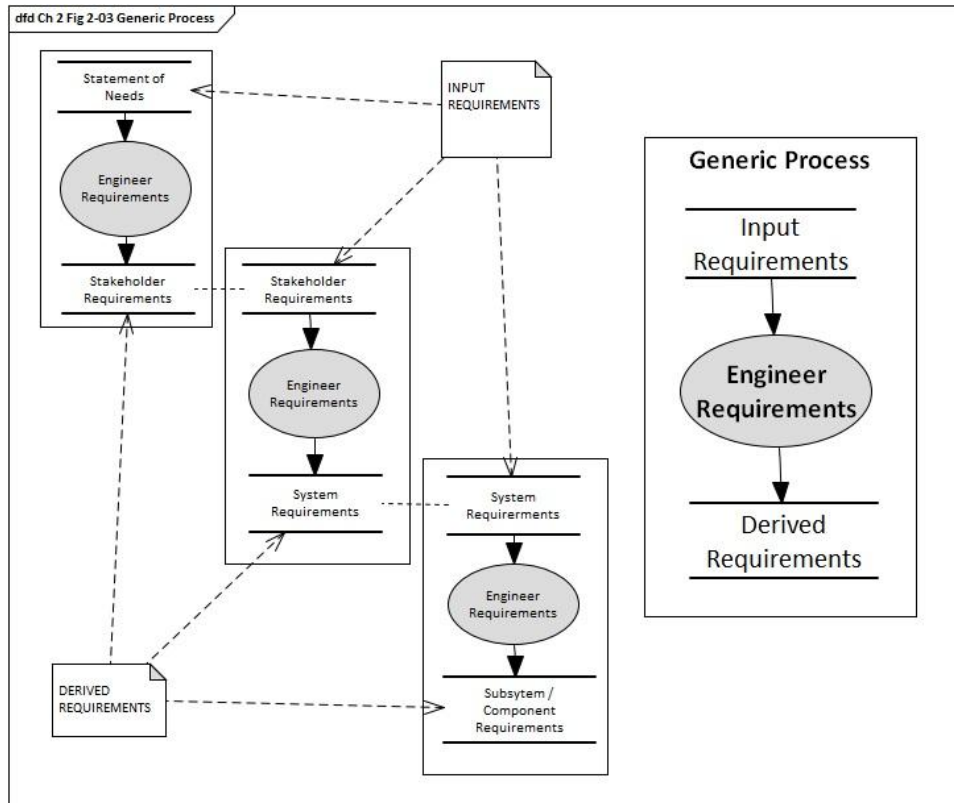 dfd Ch 2 Fig 2-03 Generic Process
Statement of
Needs
Engineer
Requirements
Stakeholder
Requirements
INPUT
REQUIREMENTS
Stakeholder
Requirements
Engineer
Requirements
System
Requirements
System
Requirerments
Engineer
Requirements
Subsytem /
Component
Requirements
DERIVED
REQUIREMENTS
Generic Process
Input
Requirements
Engineer
Requirements
Derived
Requirements